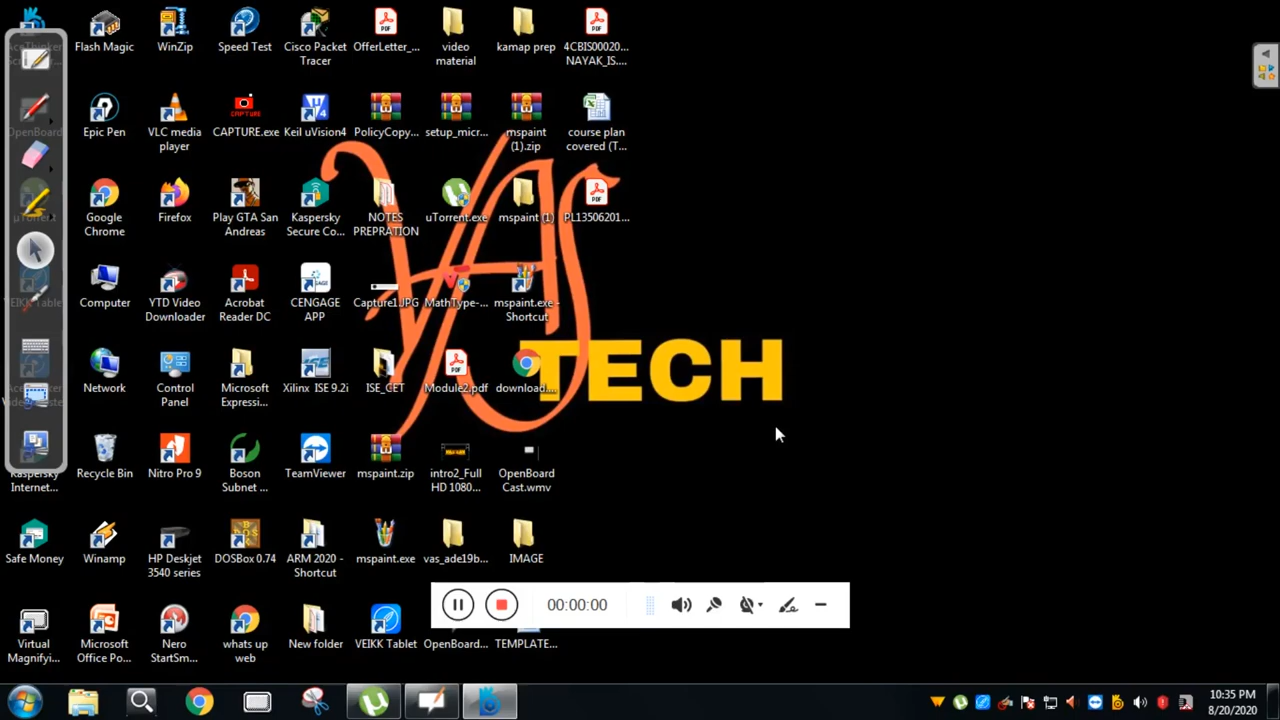 Flash Magic
WinZip
Speed Test
Cisco Packet
Tracer
OfferLetter_...
video
material
kamap prep
4CBIS00020...
NAYAK_IS....
OpenBoard
Epic Pen
VLC media
player
CAPTURE.exe
Keil uVision4
PolicyCopy...
setup_micr...
mspaint
(1).zip
course plan
covered (T...
Google
Chrome
Firefox
Play GTA San
Andreas
Kaspersky
Secure Co...
NOTES
PREPRATION
uTorrent.exe
mspaint (1)
PL13506201...
Computer
YTD Video
Downloader
Acrobat
Reader DC
CENGAGE
APP
Capture1.JPG
MathType-...
mspaint.exe -
Shortcut
VAS
TECH
Network
Control
Panel
Microsoft
Expressi...
Xilinx ISE 9.2i
ISE_CET
Module2.pdf
download....
Kaspersky
Internet...
Recycle Bin
Nitro Pro 9
Boson
Subnet ...
TeamViewer
mspaint.zip
intro2_Full
HD 1080...
OpenBoard
Cast.wmv
Safe Money
Winamp
HP Deskjet
3540 series
DOSBox 0.74
ARM 2020 -
Shortcut
mspaint.exe
vas_ade19b...
IMAGE
00:00:00
Virtual
Magnifyi...
Microsoft
Office Po...
Nero
StartSm...
whats up
web
New folder
VEIKK Tablet
OpenBoard...
TEMPLATE...
10:35 PM
8/20/2020